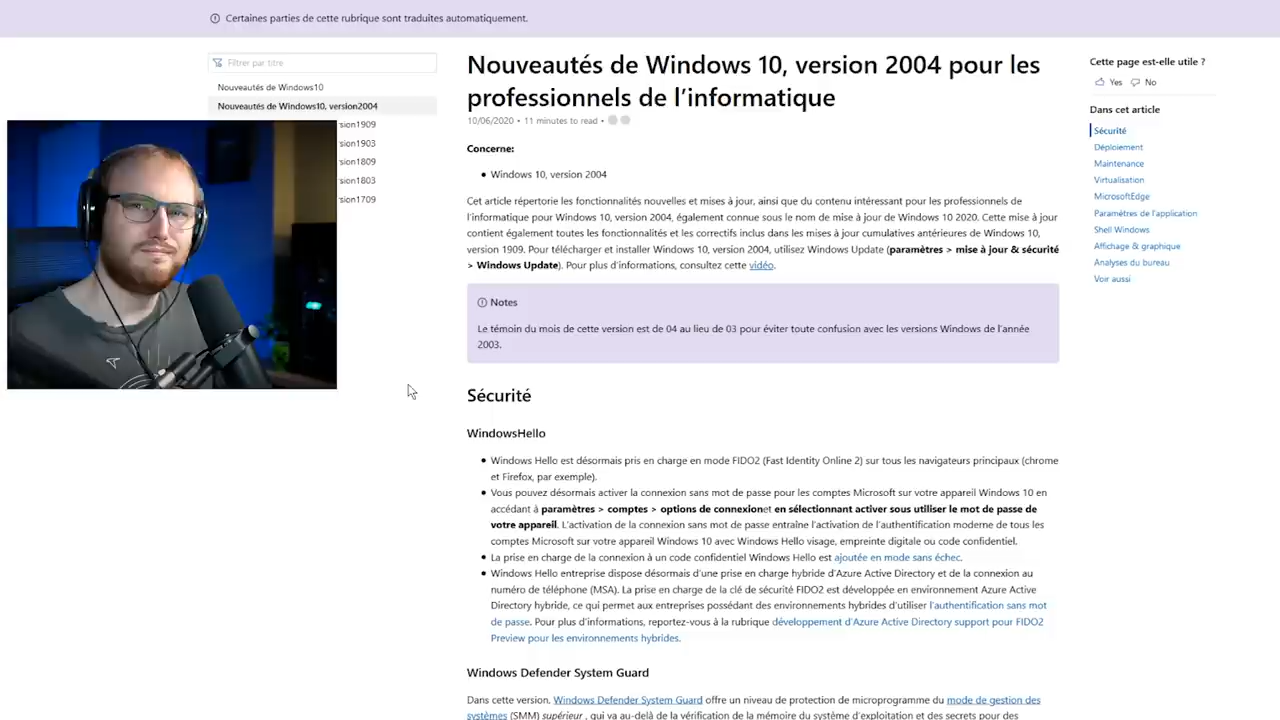 Certaines parties de cette rubrique sont traduites automatiquement.
Filtrer par titre
Nouveautés de Windows10
Nouveautés de Windows10, version2004
rsion1909
rsion1903
rsion1809
rsion1803
rsion1709
Nouveautés de Windows 10, version 2004 pour les
professionnels de l'informatique
10/06/2020 • 11 minutes to read •
Concerne:
• Windows 10, version 2004
Cet article répertorie les fonctionnalités nouvelles et mises à jour, ainsi que du contenu intéressant pour les professionnels de
l'informatique pour Windows 10, version 2004, également connue sous le nom de mise à jour de Windows 10 2020. Cette mise à jour
contient également toutes les fonctionnalités et les correctifs inclus dans les mises à jour cumulatives antérieures de Windows 10,
version 1909. Pour télécharger et installer Windows 10, version 2004, utilisez Windows Update (paramètres > mise à jour & sécurité
> Windows Update). Pour plus d'informations, consultez cette vidéo.
Notes
Le témoin du mois de cette version est de 04 au lieu de 03 pour éviter toute confusion avec les versions Windows de l'année
2003.
Sécurité
WindowsHello
• Windows Hello est désormais pris en charge en mode FIDO2 (Fast Identity Online 2) sur tous les navigateurs principaux (chrome
et Firefox, par exemple).
• Vous pouvez désormais activer la connexion sans mot de passe pour les comptes Microsoft sur votre appareil Windows 10 en
accédant à paramètres > comptes > options de connexionet en sélectionnant activer sous utiliser le mot de passe de
votre appareil. L'activation de la connexion sans mot de passe entraîne l'activation de l'authentification moderne de tous les
comptes Microsoft sur votre appareil Windows 10 avec Windows Hello visage, empreinte digitale ou code confidentiel.
• La prise en charge de la connexion à un code confidentiel Windows Hello est ajoutée en mode sans échec.
• Windows Hello entreprise dispose désormais d'une prise en charge hybride d'Azure Active Directory et de la connexion au
numéro de téléphone (MSA). La prise en charge de la clé de sécurité FIDO2 est développée en environnement Azure Active
Directory hybride, ce qui permet aux entreprises possédant des environnements hybrides d'utiliser l'authentification sans mot
de passe. Pour plus d'informations, reportez-vous à la rubrique développement d'Azure Active Directory support pour FIDO2
Preview pour les environnements hybrides.
Windows Defender System Guard
Dans cette version, Windows Defender System Guard offre un niveau de protection de microprogramme du mode de gestion des
systèmes (SMM) supérieur , qui va au-delà de la vérification de la mémoire du système d'exploitation et des secrets pour des
Cette page est-elle utile ?
Yes No
Dans cet article
Sécurité
Déploiement
Maintenance
Virtualisation
MicrosoftEdge
Paramètres de l'application
Shell Windows
Affichage & graphique
Analyses du bureau
Voir aussi